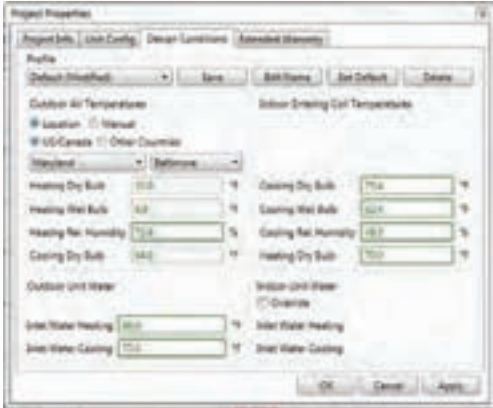 Project Properties
Project Info. Unit Config. Design Conditions Extended Warranty
Profile
Default (Modified) Save Edit Name Set Default Delete
Outdoor Air Temperatures Indoor Entering Coil Temperatures
Location Manual
US/Canada Other Countries
Maryland Baltimore
Heating Dry Bulb °F Cooling Dry Bulb °F
Heating Wet Bulb °F Cooling Wet Bulb °F
Heating Rel. Humidity % Cooling Rel. Humidity %
Cooling Dry Bulb °F Heating Dry Bulb 70.0 °F
Outdoor Unit Water Indoor Unit Water
Override
Inlet Water Heating °F Inlet Water Heating
Inlet Water Cooling °F Inlet Water Cooling
OK Cancel Apply